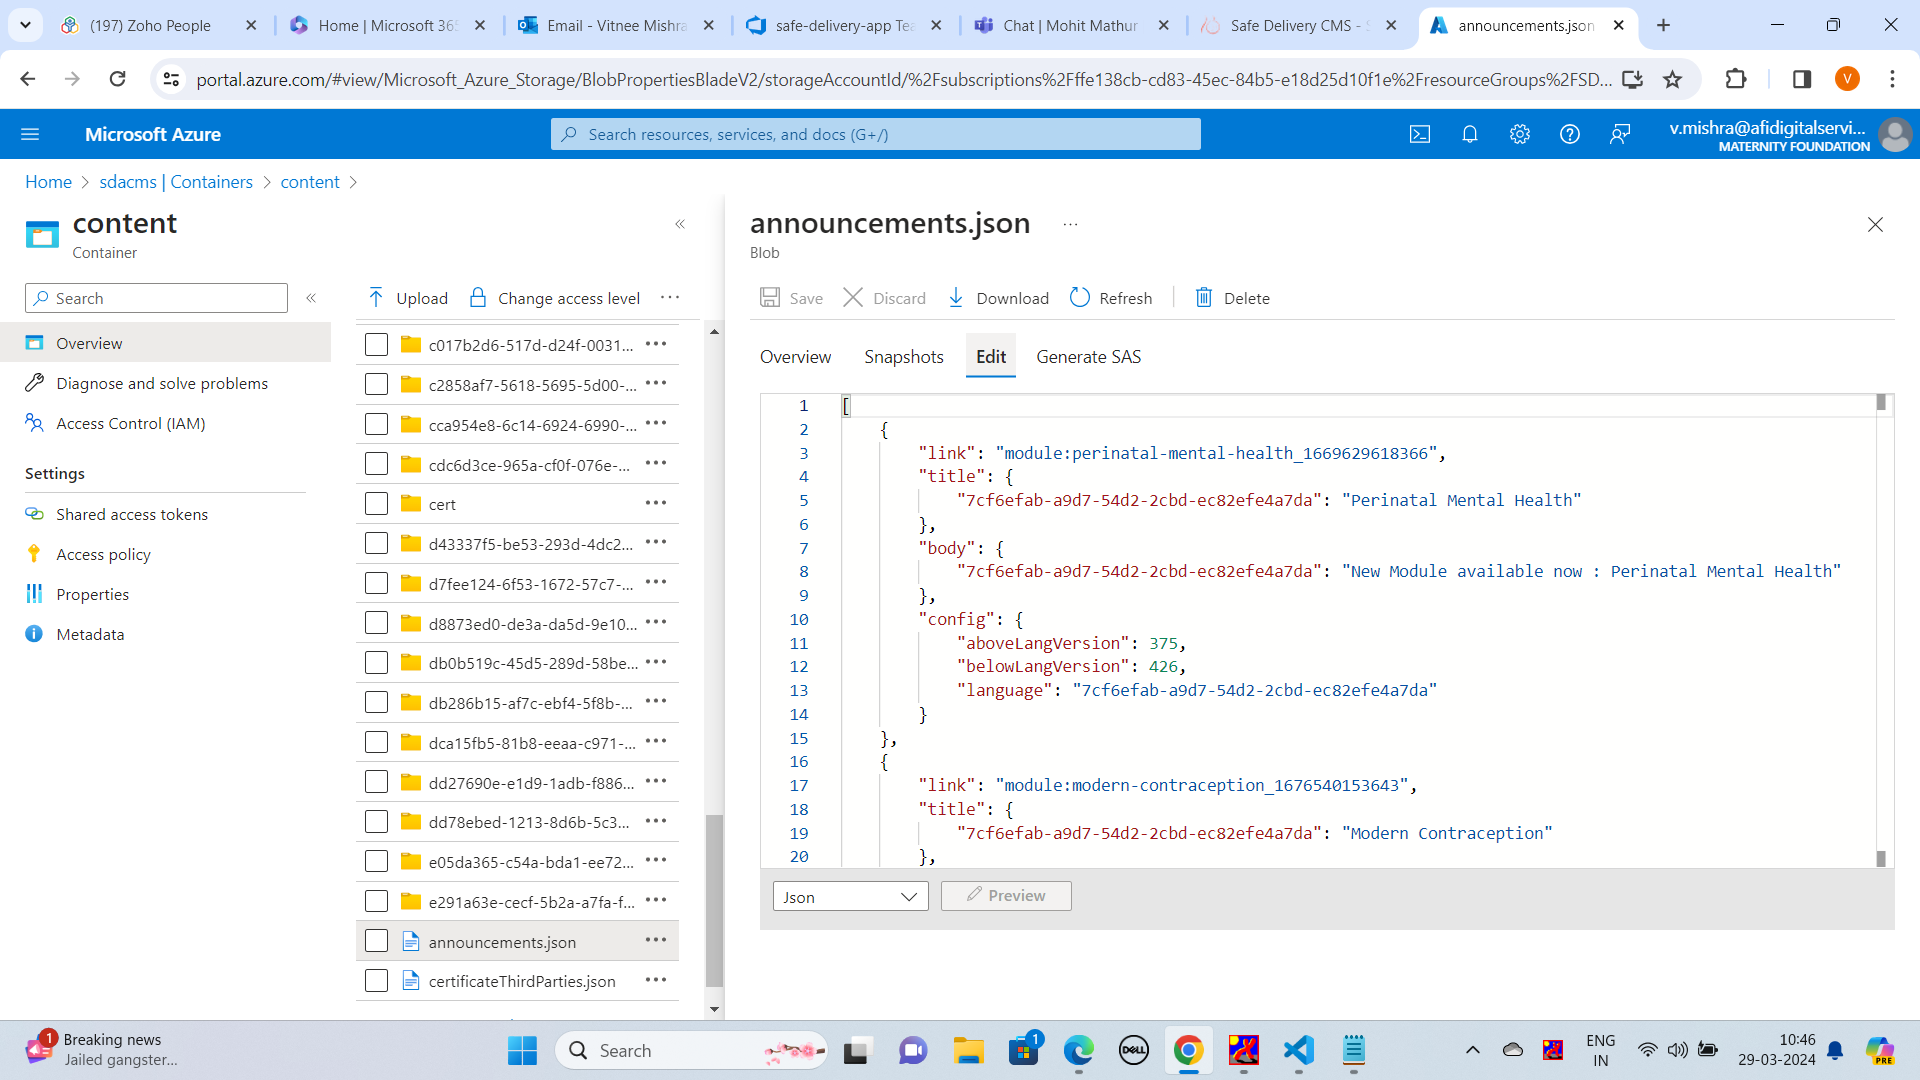 (197) Zoho People
Home | Microsoft 365
Email - Vitnee Mishra
safe-delivery-app Tea
Chat | Mohit Mathur
Safe Delivery CMS - S
announcements.json
portal.azure.com/#view/Microsoft_Azure_Storage/BlobPropertiesBladeV2/storageAccountId/%2Fsubscriptions%2Fffe138cb-cd83-45ec-84b5-e18d25d10f1e%2FresourceGroups%2FSD...
V
Microsoft Azure
Search resources, services, and docs (G+/)
v.mishra@afidigitalservi...
MATERNITY FOUNDATION
Home > sdacms | Containers > content >
content
Container
Search
Overview
Diagnose and solve problems
Access Control (IAM)
Settings
Shared access tokens
Access policy
Properties
Metadata
Upload
Change access level
c017b2d6-517d-d24f-0031...
c2858af7-5618-5695-5d00-...
cca954e8-6c14-6924-6990-...
cdc6d3ce-965a-cf0f-076e-...
cert
d43337f5-be53-293d-4dc2...
d7fee124-6f53-1672-57c7-...
d8873ed0-de3a-da5d-9e10...
db0b519c-45d5-289d-58be...
db286b15-af7c-ebf4-5f8b-...
dca15fb5-81b8-eeaa-c971-...
dd27690e-e1d9-1adb-f886...
dd78ebed-1213-8d6b-5c3...
e05da365-c54a-bda1-ee72...
e291a63e-cecf-5b2a-a7fa-f...
announcements.json
certificateThirdParties.json
announcements.json
Blob
Save
Discard
Download
Refresh
Delete
Overview
Snapshots
Edit
Generate SAS
1 [
2 {
3 "link": "module:perinatal-mental-health_1669629618366",
4 "title": {
5 "7cf6efab-a9d7-54d2-2cbd-ec82efe4a7da": "Perinatal Mental Health"
6 },
7 "body": {
8 "7cf6efab-a9d7-54d2-2cbd-ec82efe4a7da": "New Module available now : Perinatal Mental Health"
9 },
10 "config": {
11 "aboveLangVersion": 375,
12 "belowLangVersion": 426,
13 "language": "7cf6efab-a9d7-54d2-2cbd-ec82efe4a7da"
14 }
15 },
16 {
17 "link": "module:modern-contraception_1676540153643",
18 "title": {
19 "7cf6efab-a9d7-54d2-2cbd-ec82efe4a7da": "Modern Contraception"
20 },
Json
Preview
1
Breaking news
Jailed gangster...
Search
1
DELL
ENG
IN
10:46
29-03-2024
PRE